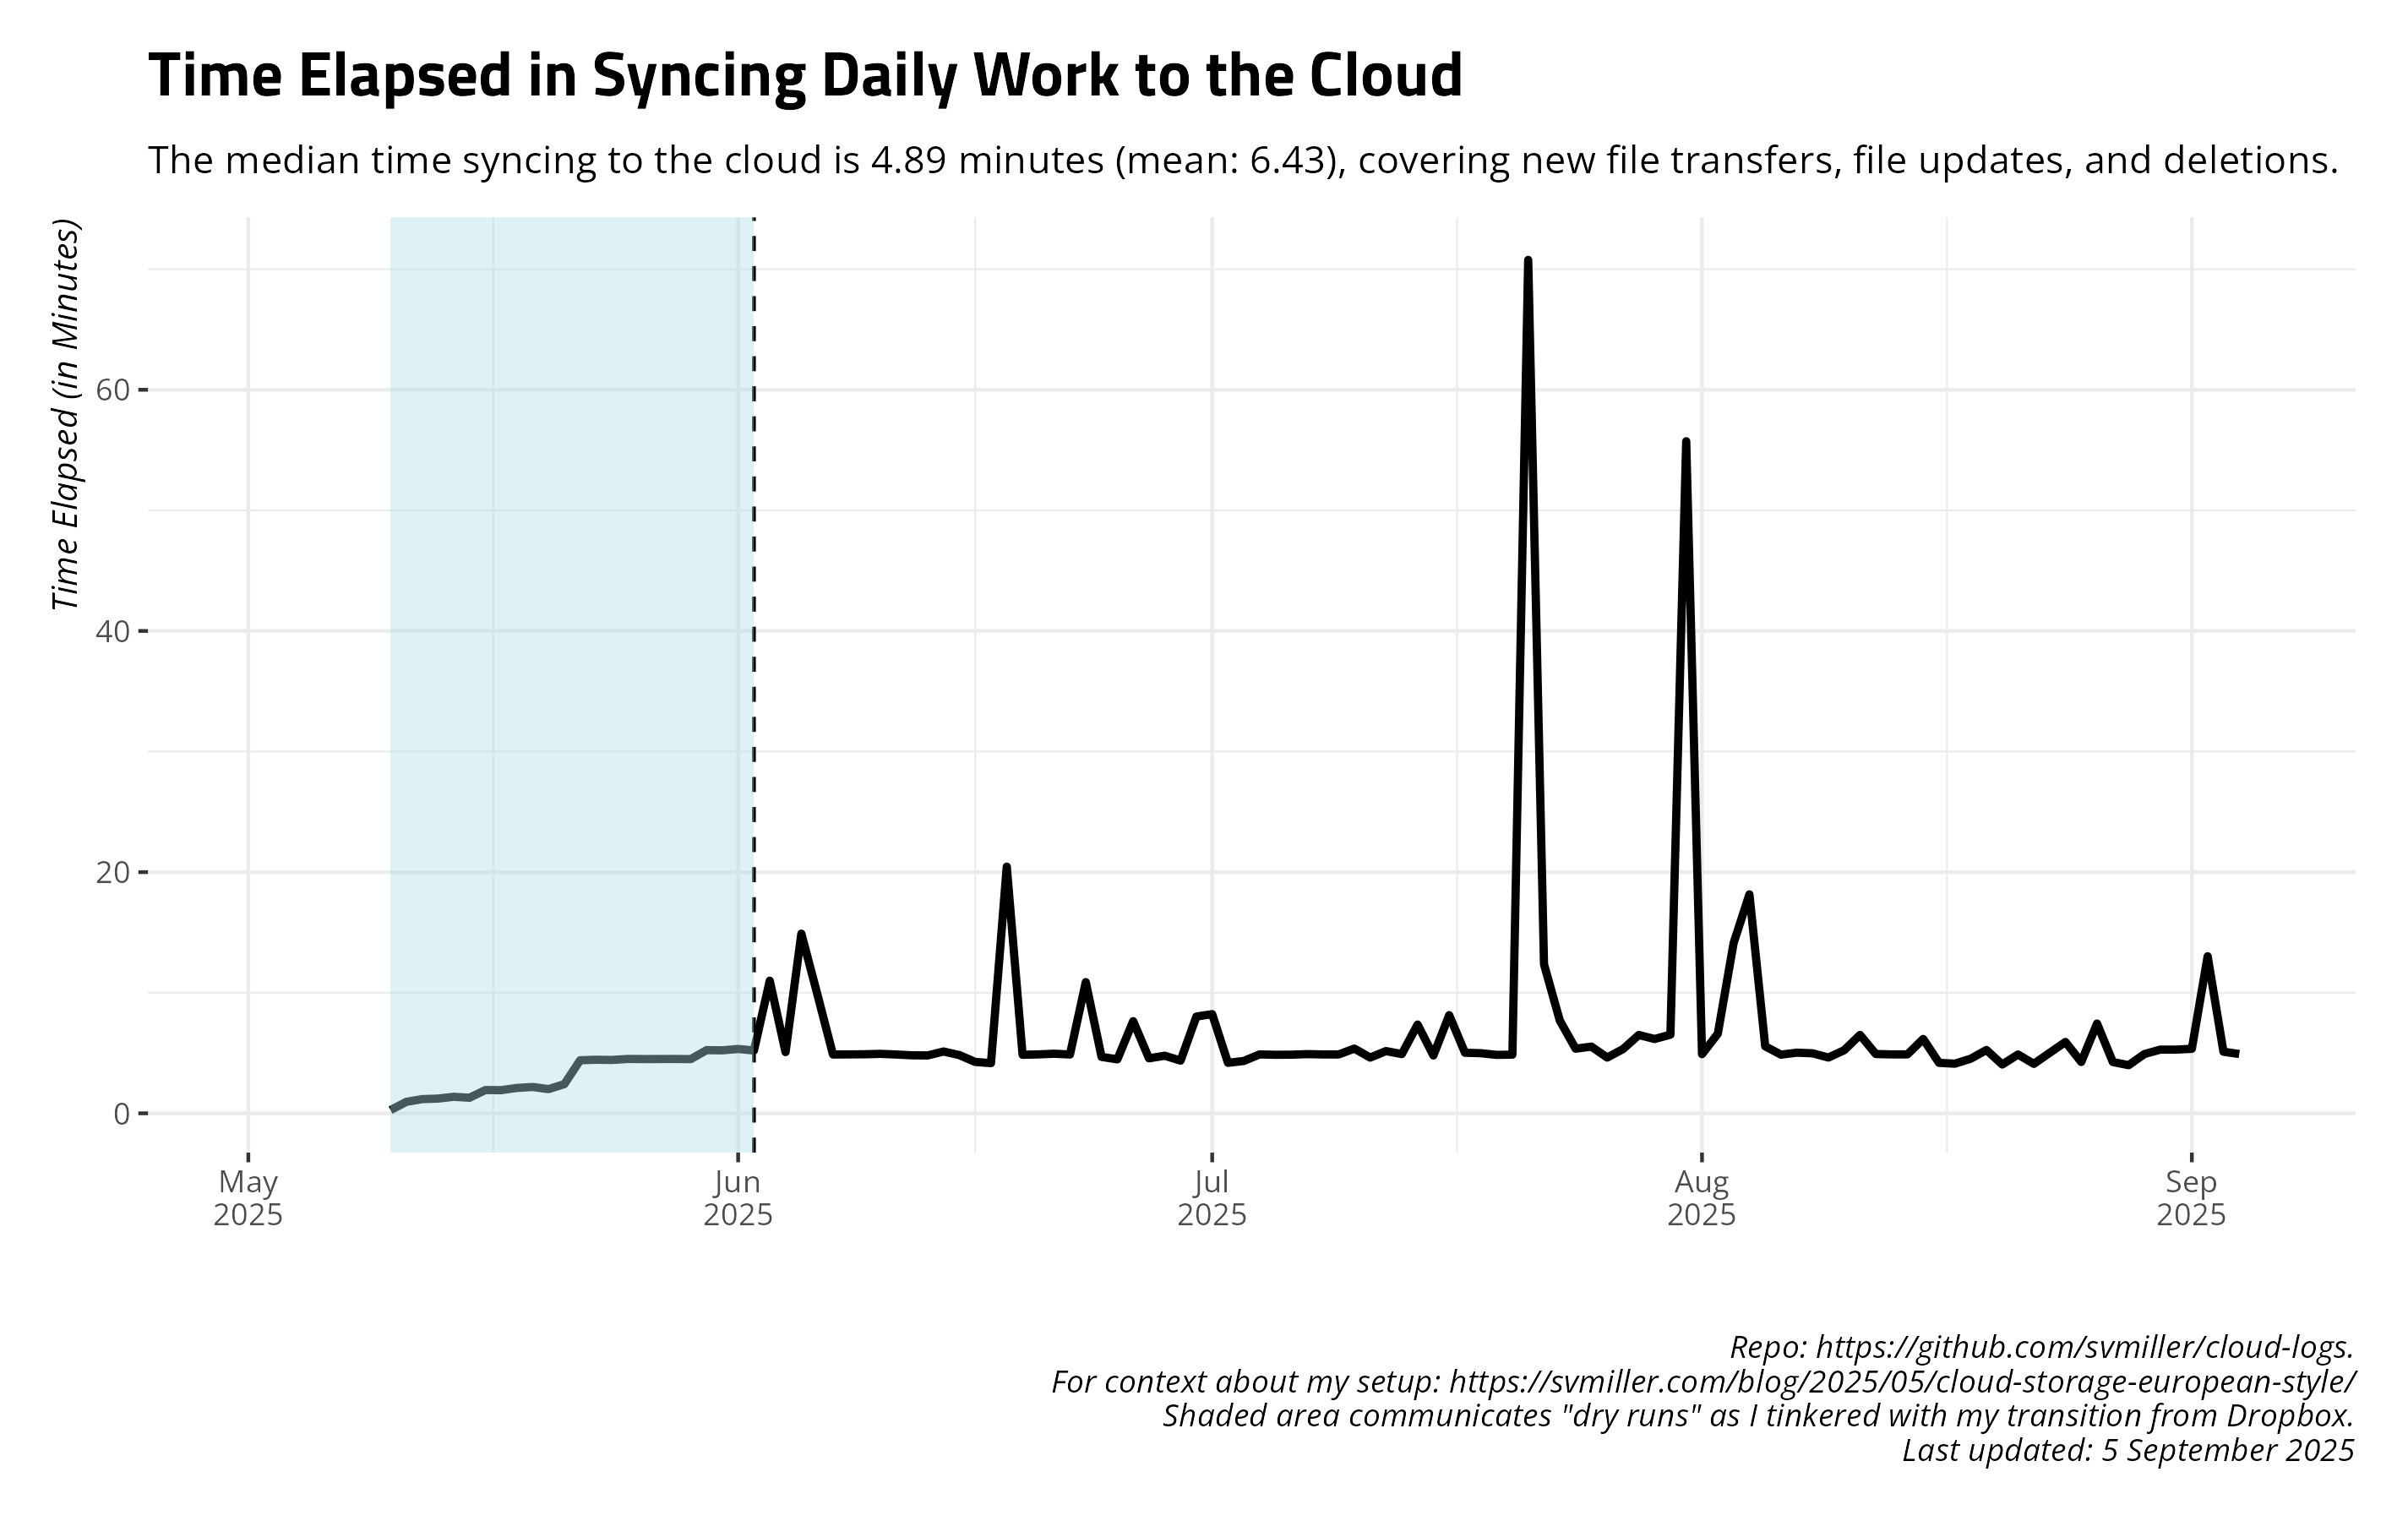 Time Elapsed in Syncing Daily Work to the Cloud
The median time syncing to the cloud is 4.89 minutes (mean: 6.43), covering new file transfers, file updates, and deletions.
Time Elapsed (in Minutes)
60
40
20
0
May
2025
Jun
2025
Jul
2025
Aug
2025
Sep
2025
Repo: https://github.com/svmiller/cloud-logs.
For context about my setup: https://svmiller.com/blog/2025/05/cloud-storage-european-style/
Shaded area communicates "dry runs" as I tinkered with my transition from Dropbox.
Last updated: 5 September 2025